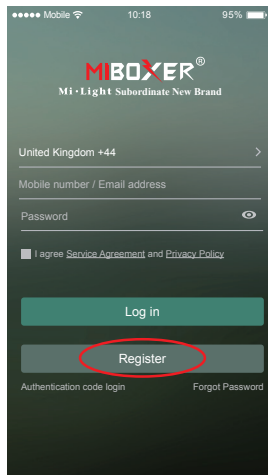 Mobile 10:18 95%
MIBOXER®
Mi·Light Subordinate New Brand
United Kingdom +44
Mobile number / Email address
Password
I agree Service Agreement and Privacy Policy
Log in
Register
Authentication code login Forgot Password